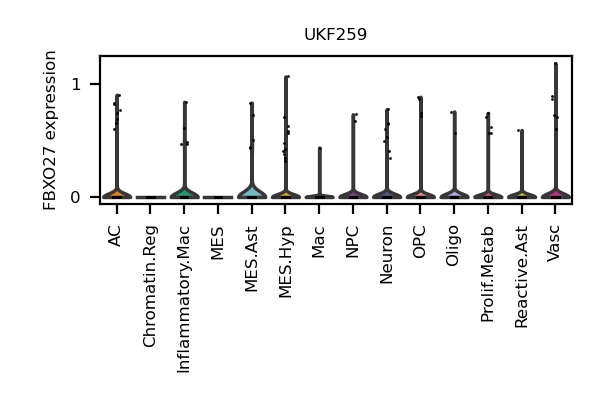 UKF259
FBXO27 expression
1
0
AC
Chromatin.Reg
Inflammatory.Mac
MES
MES.Ast
MES.Hyp
Mac
NPC
Neuron
OPC
Oligo
Prolif.Metab
Reactive.Ast
Vasc